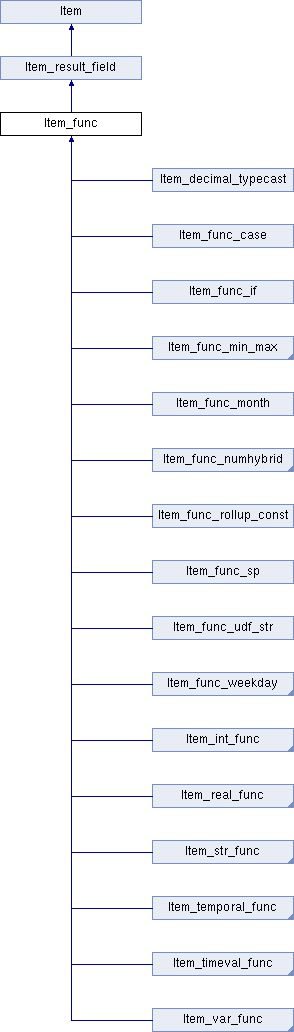 Item
Item_result_field
Item_func
Item_decimal_typecast
Item_func_case
Item_func_if
Item_func_min_max
Item_func_month
Item_func_numhybrid
Item_func_rollup_const
Item_func_sp
Item_func_udf_str
Item_func_weekday
Item_int_func
Item_real_func
Item_str_func
Item_temporal_func
Item_timeval_func
Item_var_func